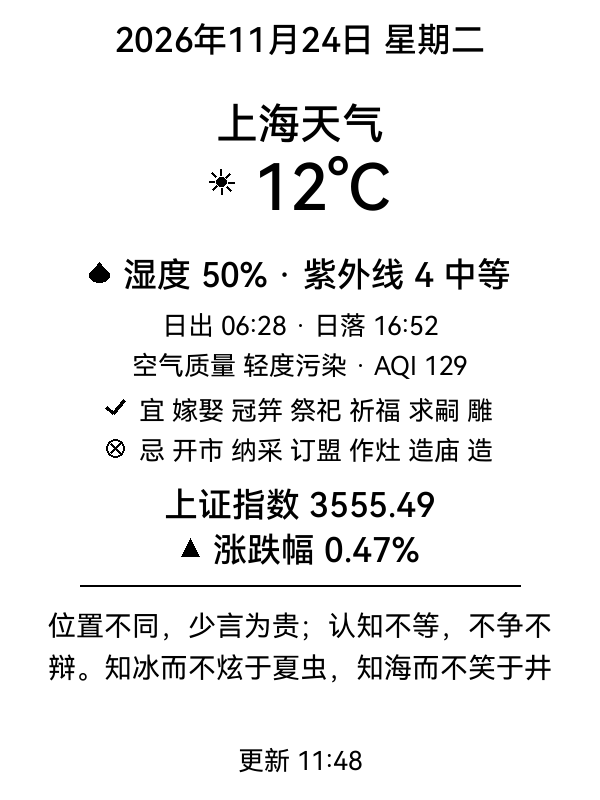 2026年11月24日 星期二
上海天气
12°C
湿度 50% · 紫外线 4 中等
日出 06:28 · 日落 16:52
空气质量 轻度污染 · AQI 129
宜 嫁娶 冠笄 祭祀 祈福 求嗣 雕
忌 开市 纳采 订盟 作灶 造庙 造
上证指数 3555.49
▲ 涨跌幅 0.47%
位置不同，少言为贵；认知不等，不争不
辩。知冰而不炫于夏虫，知海而不笑于井
更新 11:48